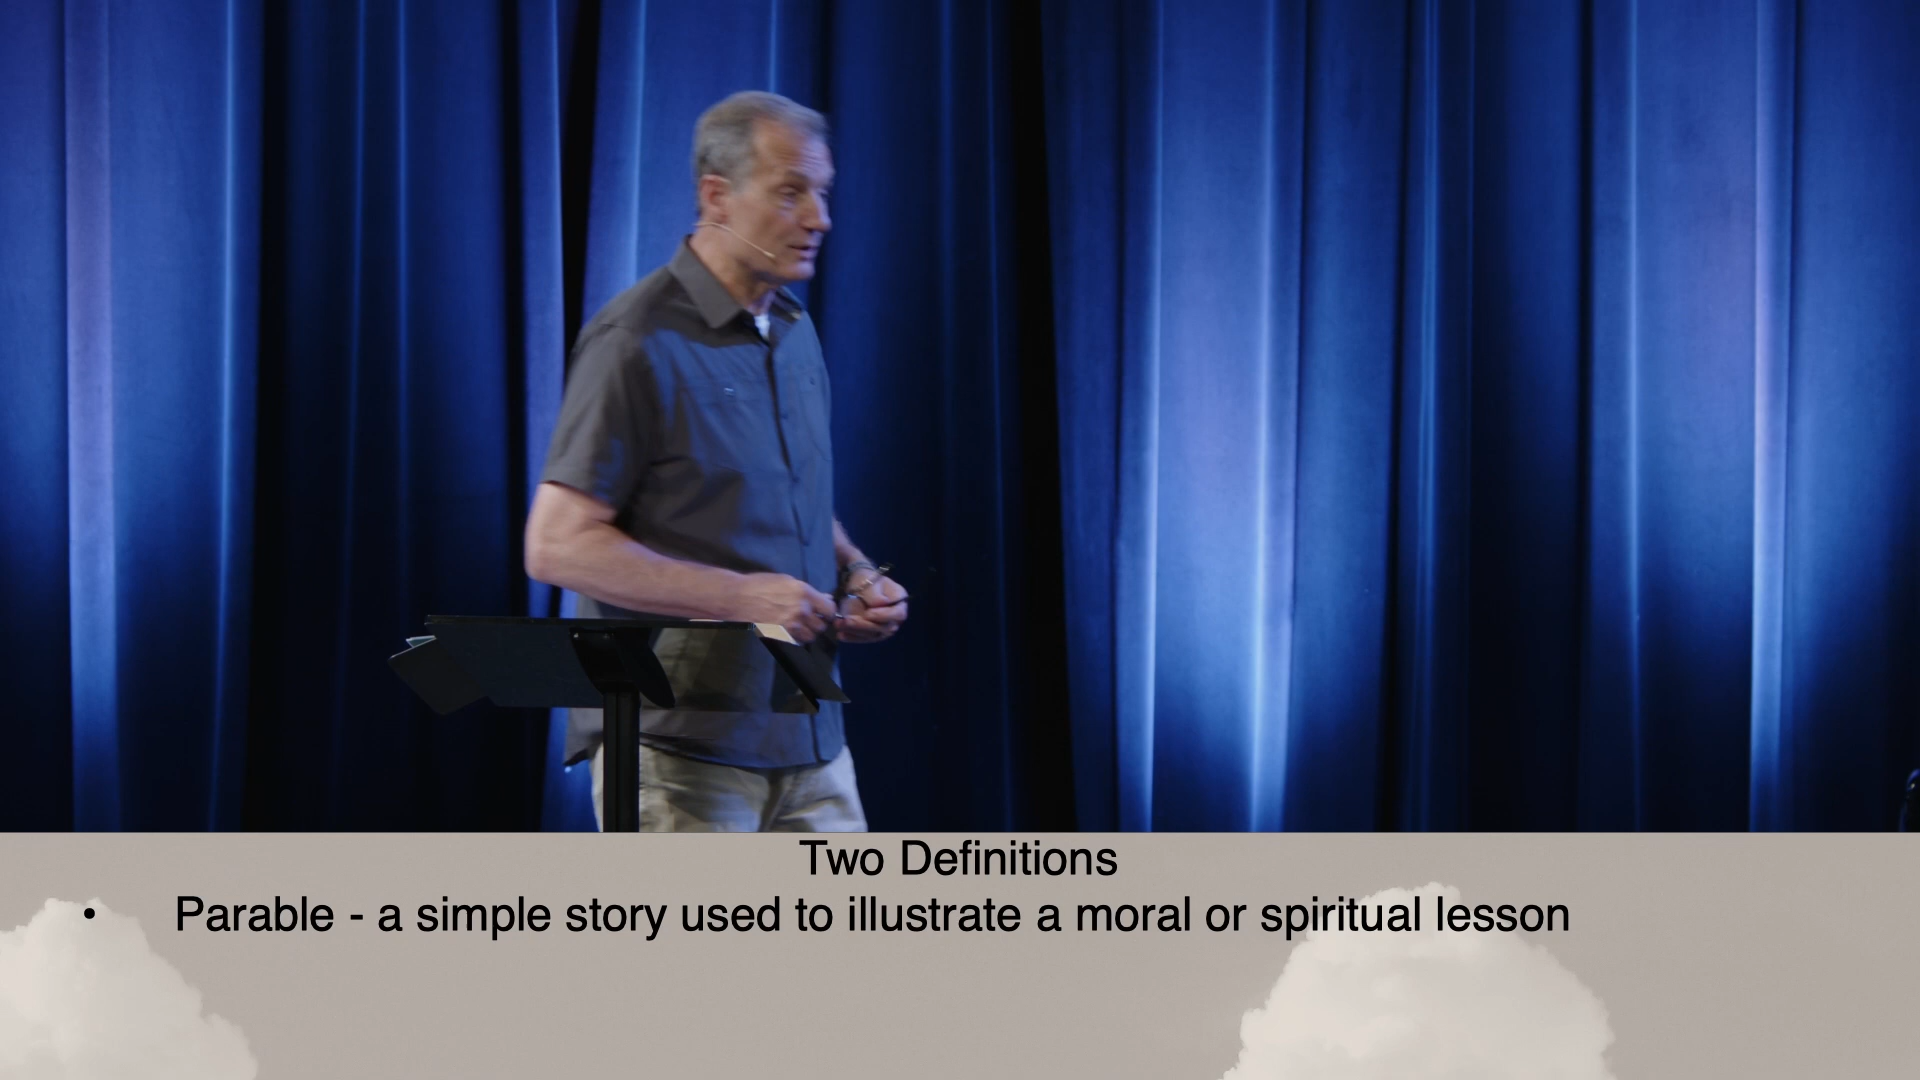 Two Definitions
• Parable - a simple story used to illustrate a moral or spiritual lesson